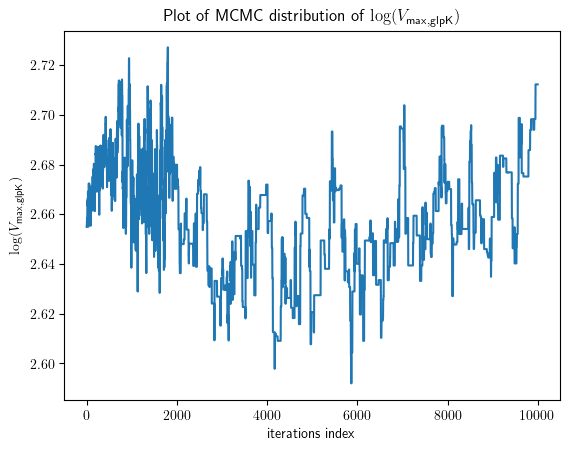 Plot of MCMC distribution of log(V_max,glpK)
log(V_max,glpK)
2.72
2.70
2.68
2.66
2.64
2.62
2.60
0 2000 4000 6000 8000 10000
iterations index